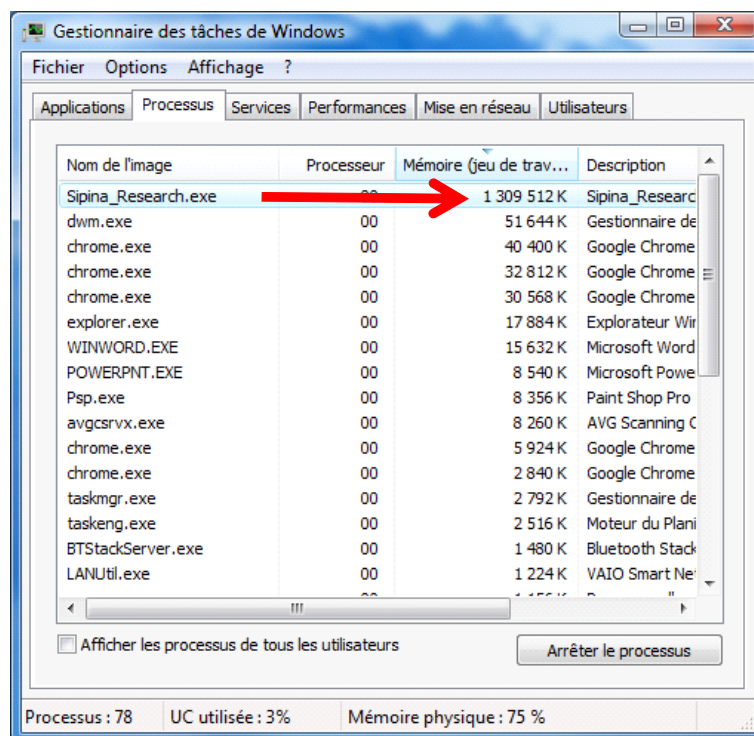 Gestionnaire des tâches de Windows
Fichier Options Affichage ?
Applications Processus Services Performances Mise en réseau Utilisateurs
Nom de l'image Processeur Mémoire (jeu de trav... Description
Sipina_Research.exe 1 309 512 K Sipina_Researc
dwm.exe 00 51 644 K Gestionnaire de
chrome.exe 00 40 400 K Google Chrome
chrome.exe 00 32 812 K Google Chrome
chrome.exe 00 30 568 K Google Chrome
explorer.exe 00 17 884 K Explorateur Wir
WINWORD.EXE 00 15 632 K Microsoft Word
POWERPNT.EXE 00 8 540 K Microsoft Powe
Psp.exe 00 8 356 K Paint Shop Pro
avgcsrvx.exe 00 8 260 K AVG Scanning C
chrome.exe 00 5 924 K Google Chrome
chrome.exe 00 2 840 K Google Chrome
taskmgr.exe 00 2 792 K Gestionnaire de
taskeng.exe 00 2 516 K Moteur du Plani
BTStackServer.exe 00 1 480 K Bluetooth Stack
LANUtil.exe 00 1 224 K VAIO Smart Ne
Afficher les processus de tous les utilisateurs
Arrêter le processus
Processus : 78 UC utilisée : 3% Mémoire physique : 75 %